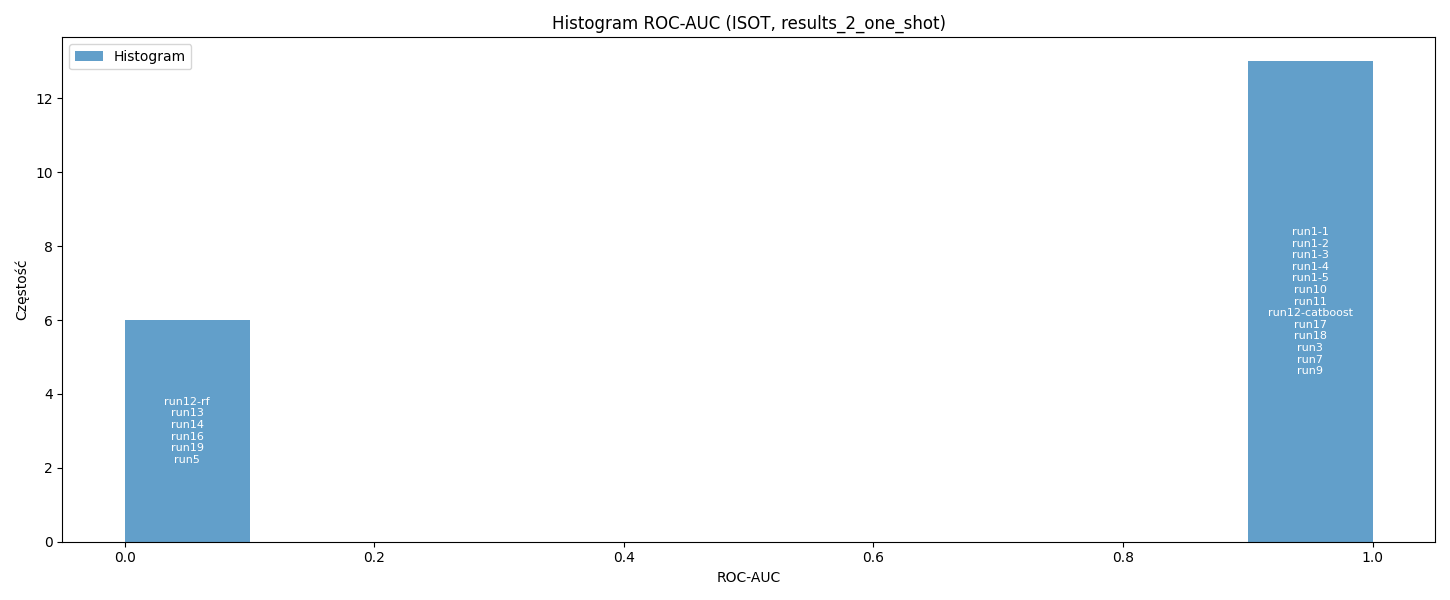 Histogram ROC-AUC (ISOT, results_2_one_shot)
Histogram
Częstość
12
10
8
6
4
2
0
run12-rf
run13
run14
run16
run19
run5
run1-1
run1-2
run1-3
run1-4
run1-5
run10
run11
run12-catboost
run17
run18
run3
run7
run9
0.0 0.2 0.4 0.6 0.8 1.0
ROC-AUC